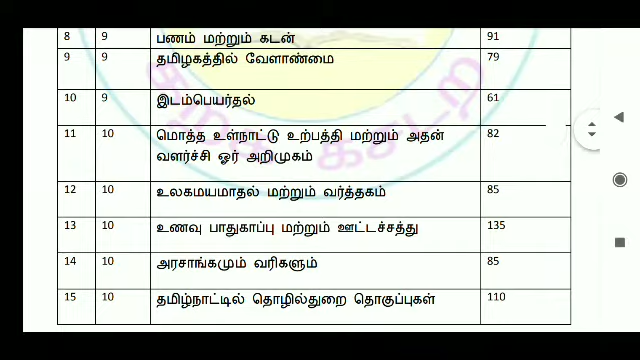 8 9 பணம் மற்றும் கடன் 91
9 9 தமிழகத்தில் வேளாண்மை 79
10 9 இடம்பெயர்தல் 61
11 10 மொத்த உள்நாட்டு உற்பத்தி மற்றும் அதன் 82
வளர்ச்சி ஓர் அறிமுகம்
12 10 உலகமயமாதல் மற்றும் வர்த்தகம் 85
13 10 உணவு பாதுகாப்பு மற்றும் ஊட்டச்சத்து 135
14 10 அரசாங்கமும் வரிகளும் 85
15 10 தமிழ்நாட்டில் தொழில்துறை தொகுப்புகள் 110